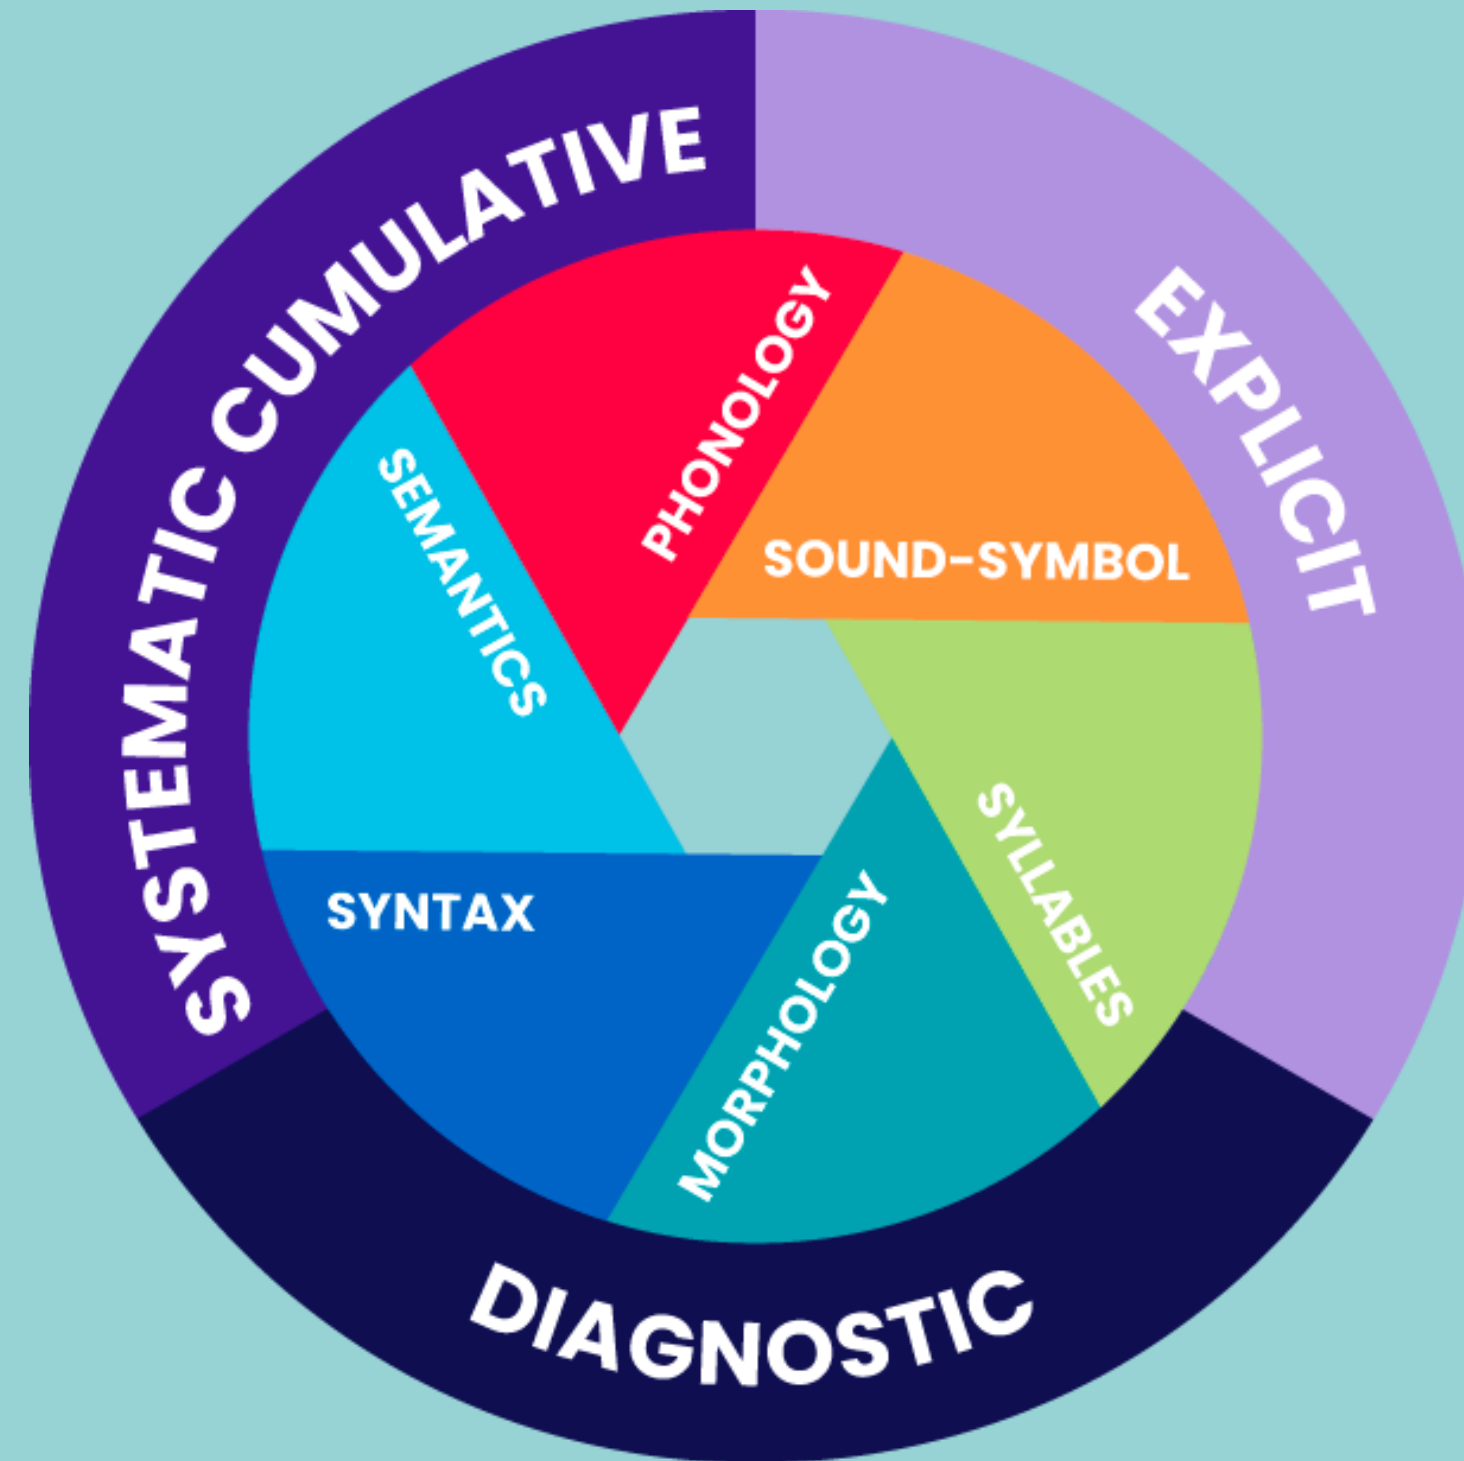 SYSTEMATIC CUMULATIVE
EXPLICIT
DIAGNOSTIC
PHONOLOGY
SOUND-SYMBOL
SYLLABLES
MORPHOLOGY
SYNTAX
SEMANTICS